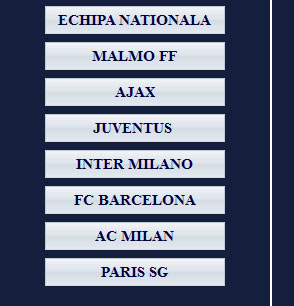 ECHIPA NATIONALA
MALMO FF
AJAX
JUVENTUS
INTER MILANO
FC BARCELONA
AC MILAN
PARIS SG